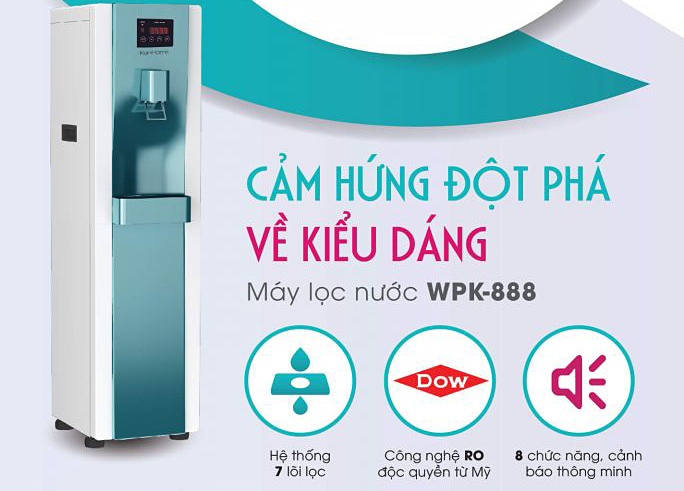 KoriHome
CẢM HỨNG ĐỘT PHÁ
VỀ KIỂU DÁNG
Máy lọc nước WPK-888
DOW
Hệ thống
7 lõi lọc
Công nghệ RO
độc quyền từ Mỹ
8 chức năng, cảnh
báo thông minh